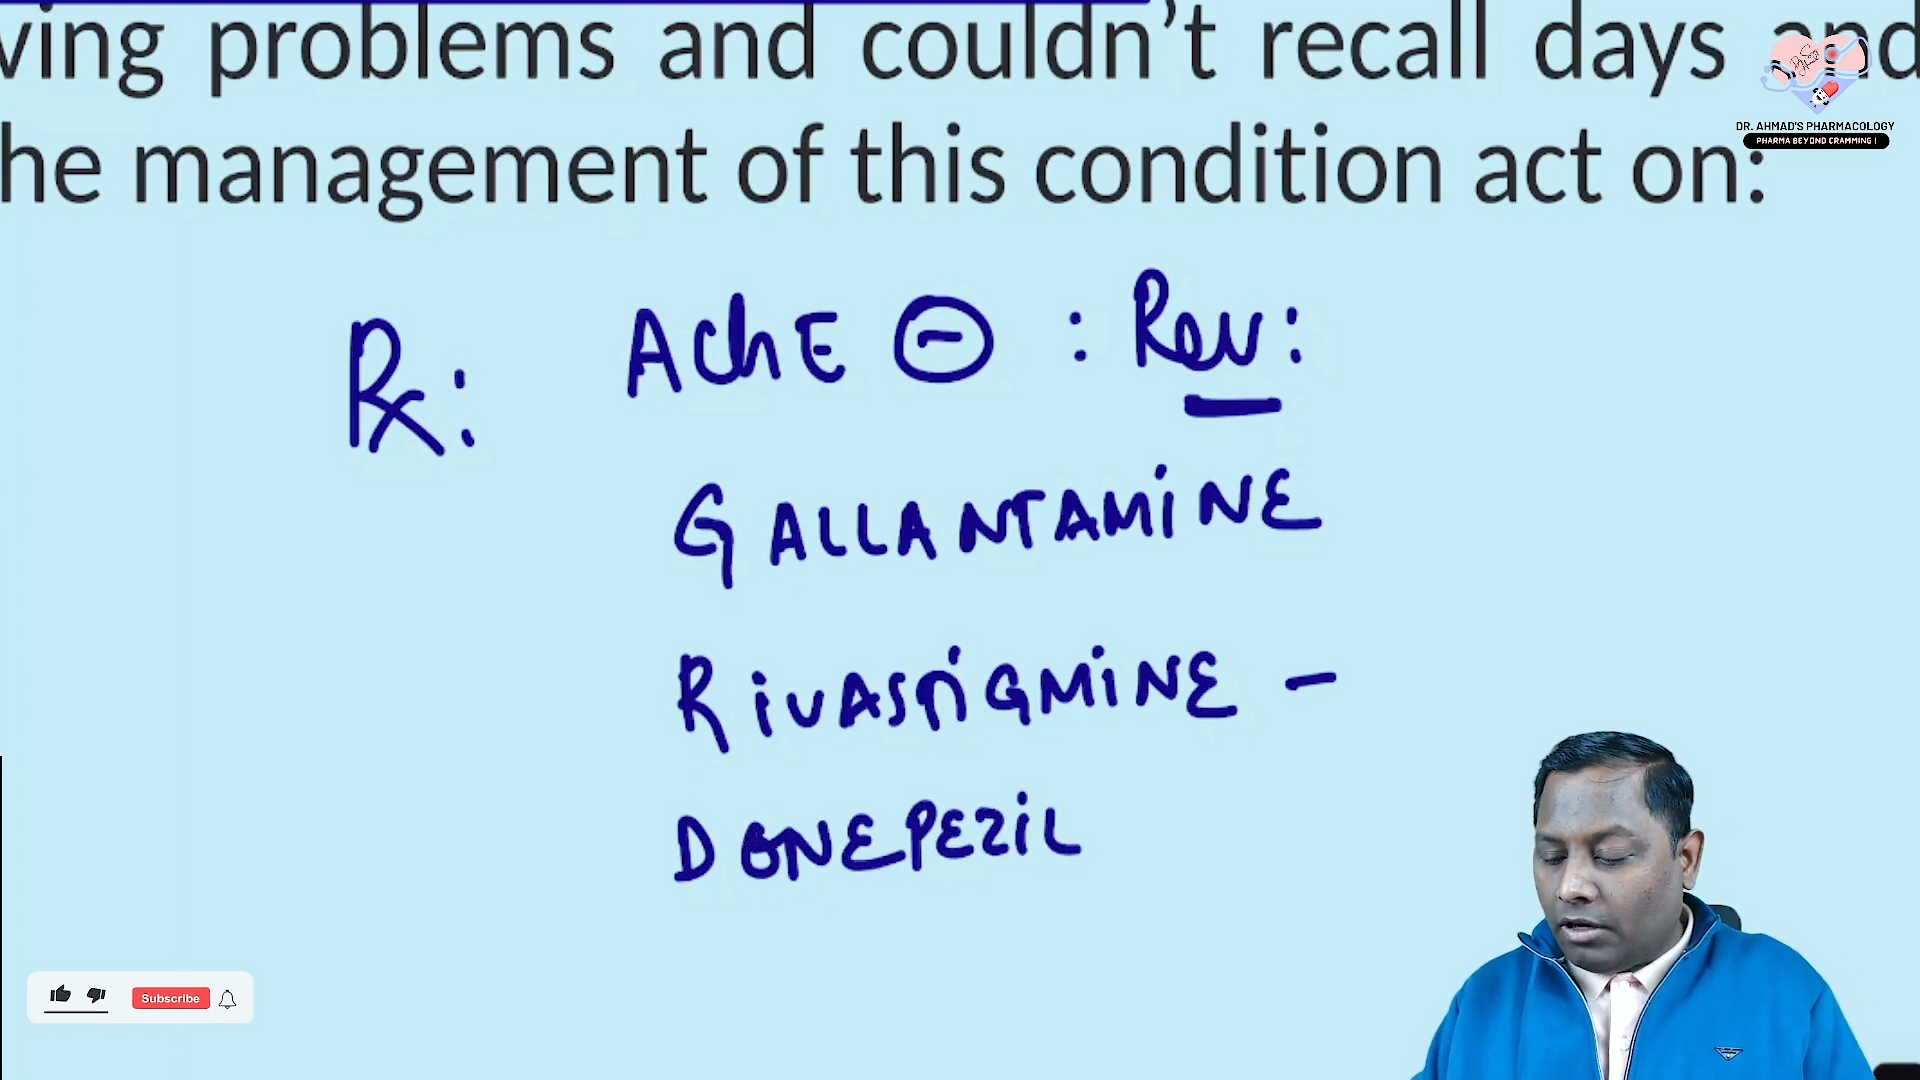 ving problems and couldn't recall days and
he management of this condition act on:
DR. AHMAD'S PHARMACOLOGY
PHARMA BEYOND CRAMMING !
Rx: AChE ⊖ : Rev:
GALLANTAMINE
RIVASTIGMINE -
DONEPEZIL
Subscribe